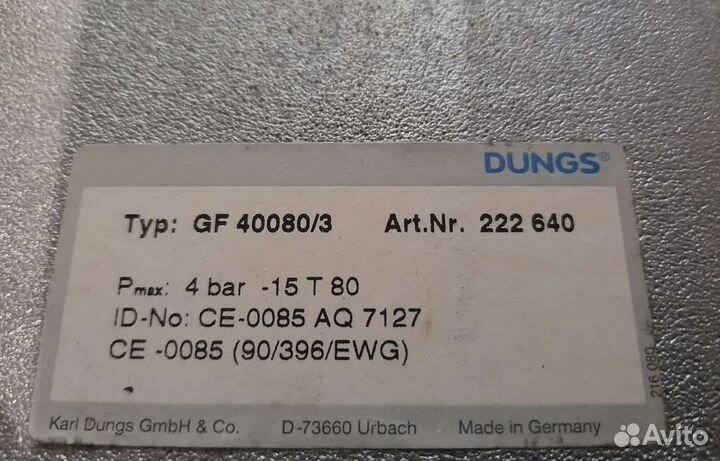 DUNGS®
Typ: GF 40080/3 Art.Nr. 222 640
Pmax: 4 bar -15 T 80
ID-No: CE-0085 AQ 7127
CE -0085 (90/396/EWG)
216 080
Karl Dungs GmbH & Co. D-73660 Urbach Made in Germany
Avito